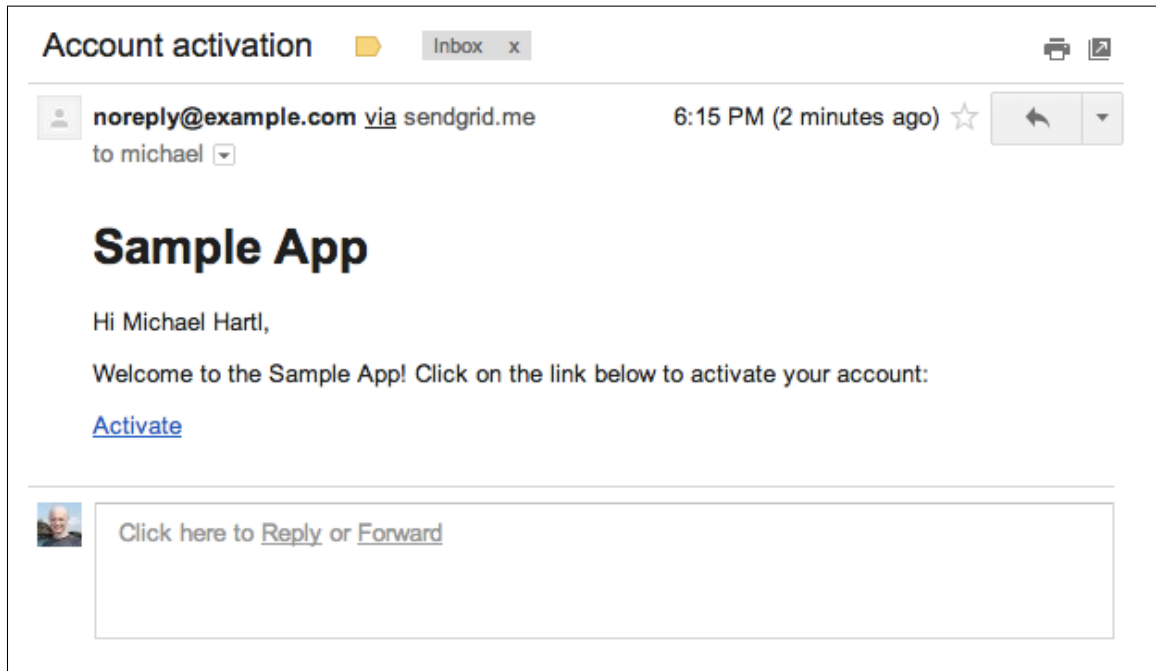 Account activation Inbox x
noreply@example.com via sendgrid.me 6:15 PM (2 minutes ago)
to michael
Sample App
Hi Michael Hartl,
Welcome to the Sample App! Click on the link below to activate your account:
Activate
Click here to Reply or Forward